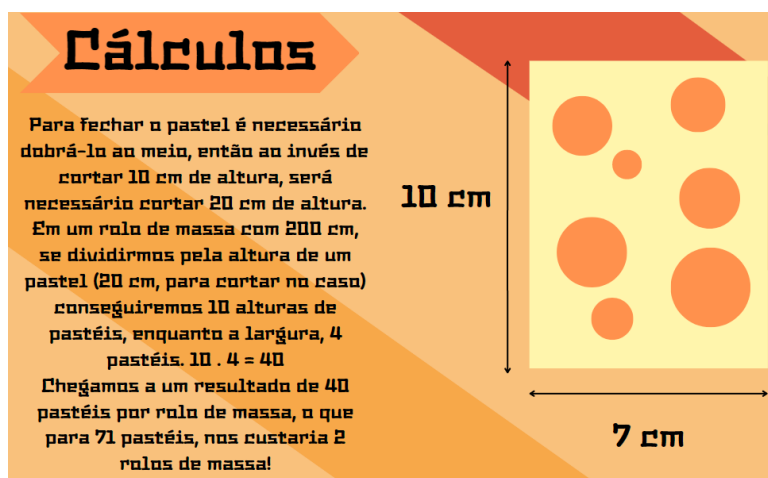 Cálculos
Para fechar o pastel é necessário
dobrá-lo ao meio, então ao invés de
cortar 10 cm de altura, será
necessário cortar 20 cm de altura.
Em um rolo de massa com 200 cm,
se dividirmos pela altura de um
pastel (20 cm, para cortar no caso)
conseguiremos 10 alturas de
pastéis, enquanto a largura, 4
pastéis. 10 . 4 = 40
Chegamos a um resultado de 40
pastéis por rolo de massa, o que
para 71 pastéis, nos custaria 2
rolos de massa!
10 cm
7 cm